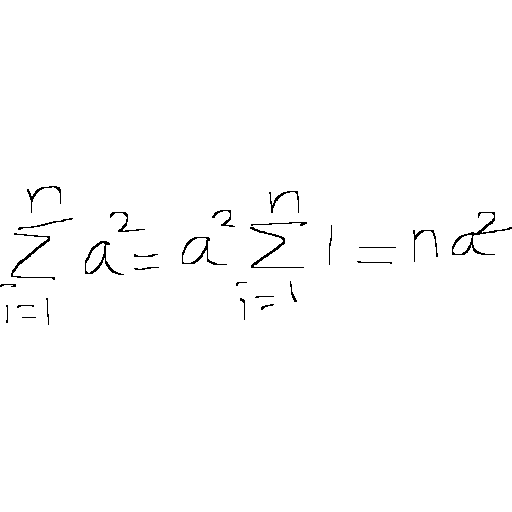 \sum_{i=1}^{n} a^2 = a^2 \sum_{i=1}^{n} 1 = n a^2